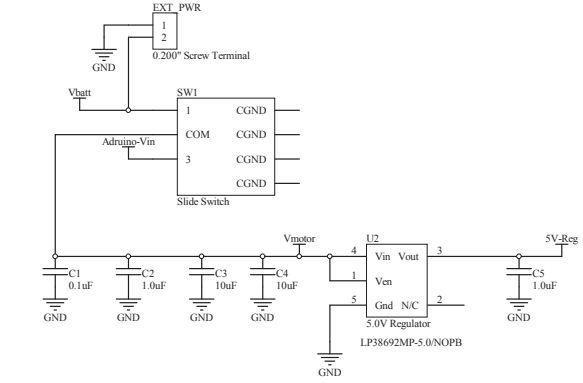 EXT_PWR
1
2
0.200" Screw Terminal
GND
Vbatt
SW1
1 CGND
COM CGND
Adruino-Vin
3 CGND
CGND
Slide Switch
Vmotor
U2
5V-Reg
4 Vin Vout 3
1 Ven
5 Gnd N/C 2
5.0V Regulator
LP38692MP-5.0/NOPB
C1
0.1uF
C2
1.0uF
C3
10uF
C4
10uF
C5
1.0uF
GND
GND
GND
GND
GND
GND